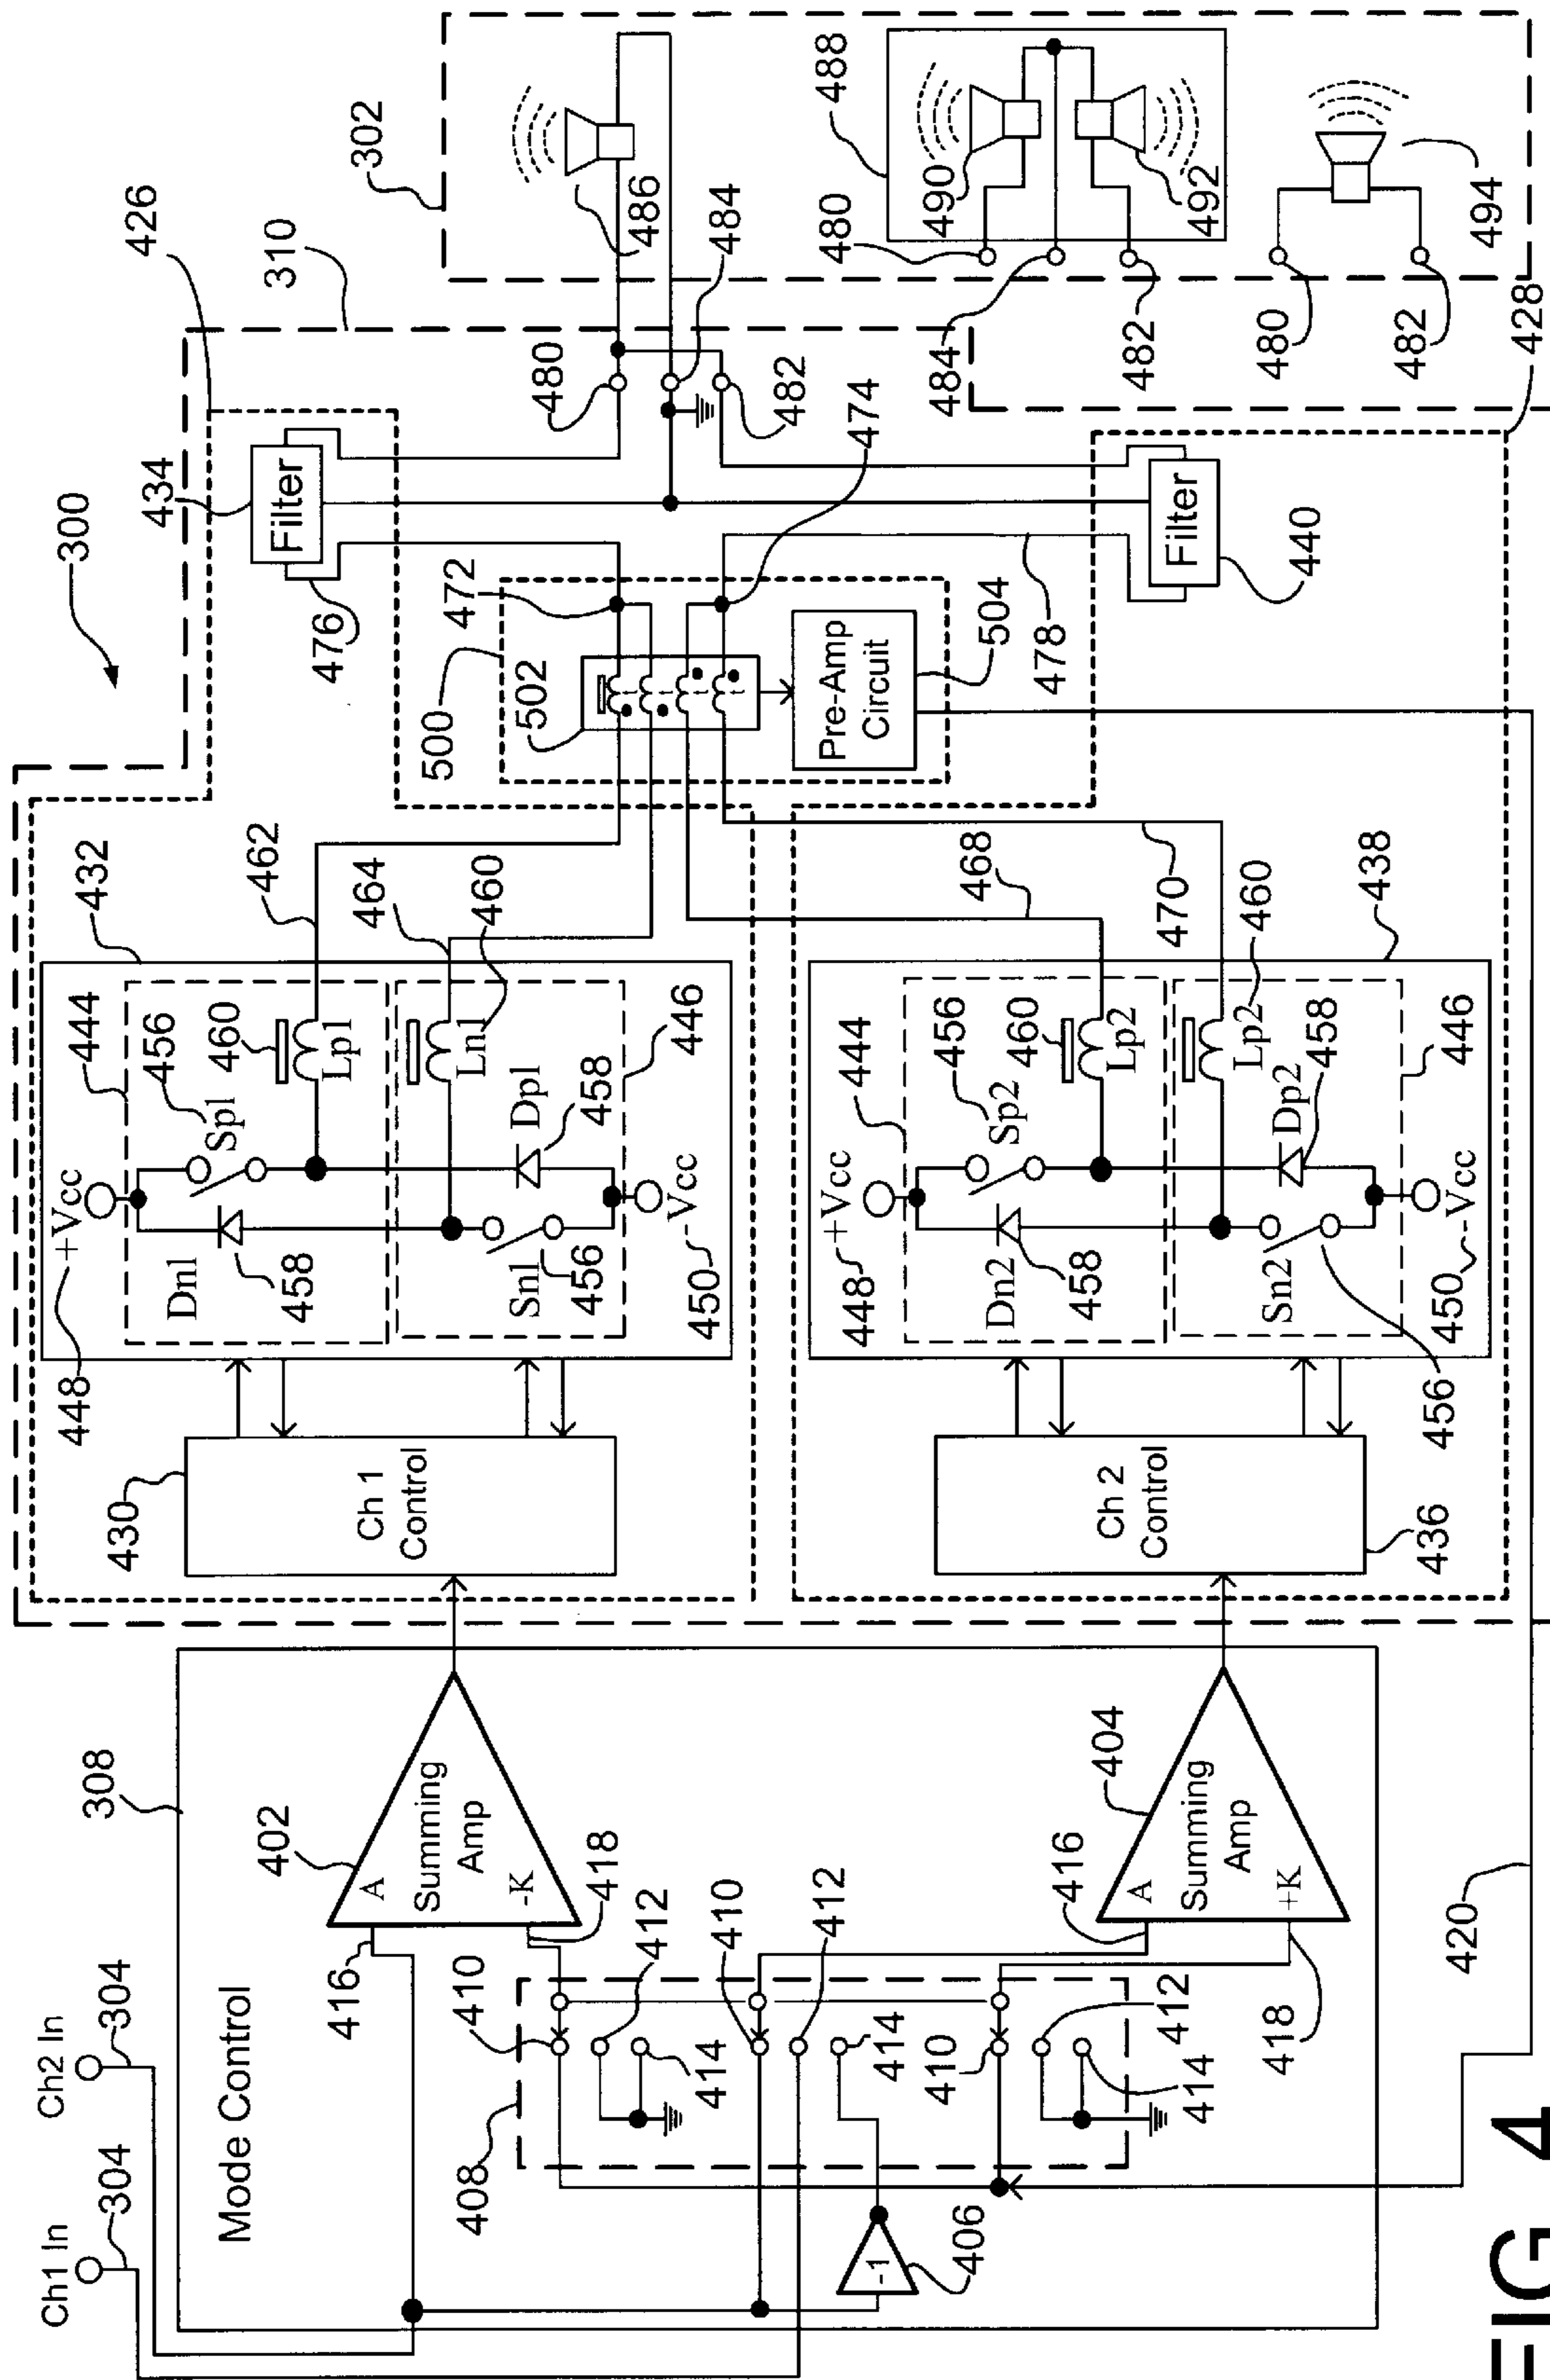 Ch1 In
304
Ch2 In
304
308
Mode Control
402
A
Summing
Amp
-K
416
418
410
412
414
408
410
412
414
410
412
414
406
-1
416
418
404
A
Summing
Amp
+K
420
300
310
426
430
Ch 1
Control
432
444
448
+Vcc
456
Sp1
460
Lp1
462
Dn1
458
464
460
Ln1
Dp1
458
446
Sn1
456
450
-Vcc
436
Ch 2
Control
438
444
448
+Vcc
456
Sp2
460
Lp2
468
Dn2
458
470
460
Lp2
Dp2
458
446
Sn2
456
450
-Vcc
428
434
Filter
476
472
500
502
Pre-Amp
Circuit
504
474
478
440
Filter
480
484
482
302
486
488
490
492
480
484
482
480
482
494
FIG 4